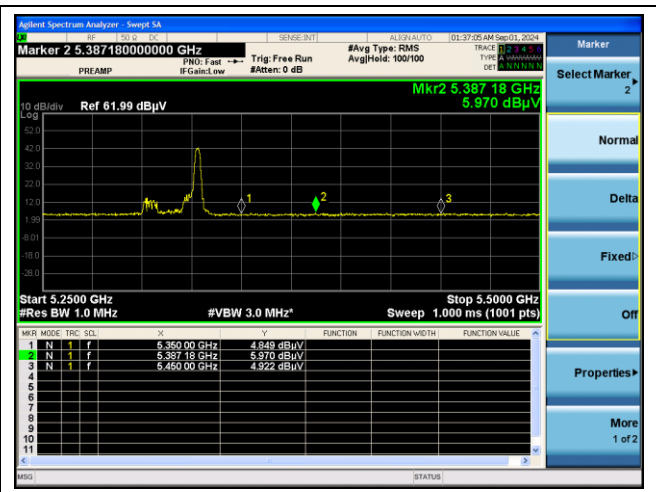 Agilent Spectrum Analyzer - Swept SA
RF 50 Ω DC SENSE:INT ALIGN AUTO 01:37:05 AM Sep 01, 2024
Marker 2 5.387180000000 GHz #Avg Type: RMS TRACE 1 2 3 4 5 6
PNO: Fast Trig: Free Run Avg|Hold: 100/100 TYPE A WWWWW
PREAMP IFGain:Low #Atten: 0 dB DET A N N N N N
Mkr2 5.387 18 GHz
10 dB/div Ref 61.99 dBµV 5.970 dBµV
Log
52.0
42.0
32.0
22.0
12.0
1.99
-8.01
-18.0
-28.0
1
2
3
Start 5.2500 GHz Stop 5.5000 GHz
#Res BW 1.0 MHz #VBW 3.0 MHz* Sweep 1.000 ms (1001 pts)
MKR MODE TRC SCL X Y FUNCTION FUNCTION WIDTH FUNCTION VALUE
1 N 1 f 5.350 00 GHz 4.849 dBµV
2 N 1 f 5.387 18 GHz 5.970 dBµV
3 N 1 f 5.450 00 GHz 4.922 dBµV
4
5
6
7
8
9
10
11
MSG STATUS
Marker
Select Marker
2
Normal
Delta
Fixed
Off
Properties
More
1 of 2